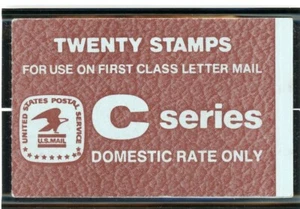 TWENTY STAMPS
FOR USE ON FIRST CLASS LETTER MAIL
UNITED STATES POSTAL SERVICE
U.S.MAIL
C series
DOMESTIC RATE ONLY